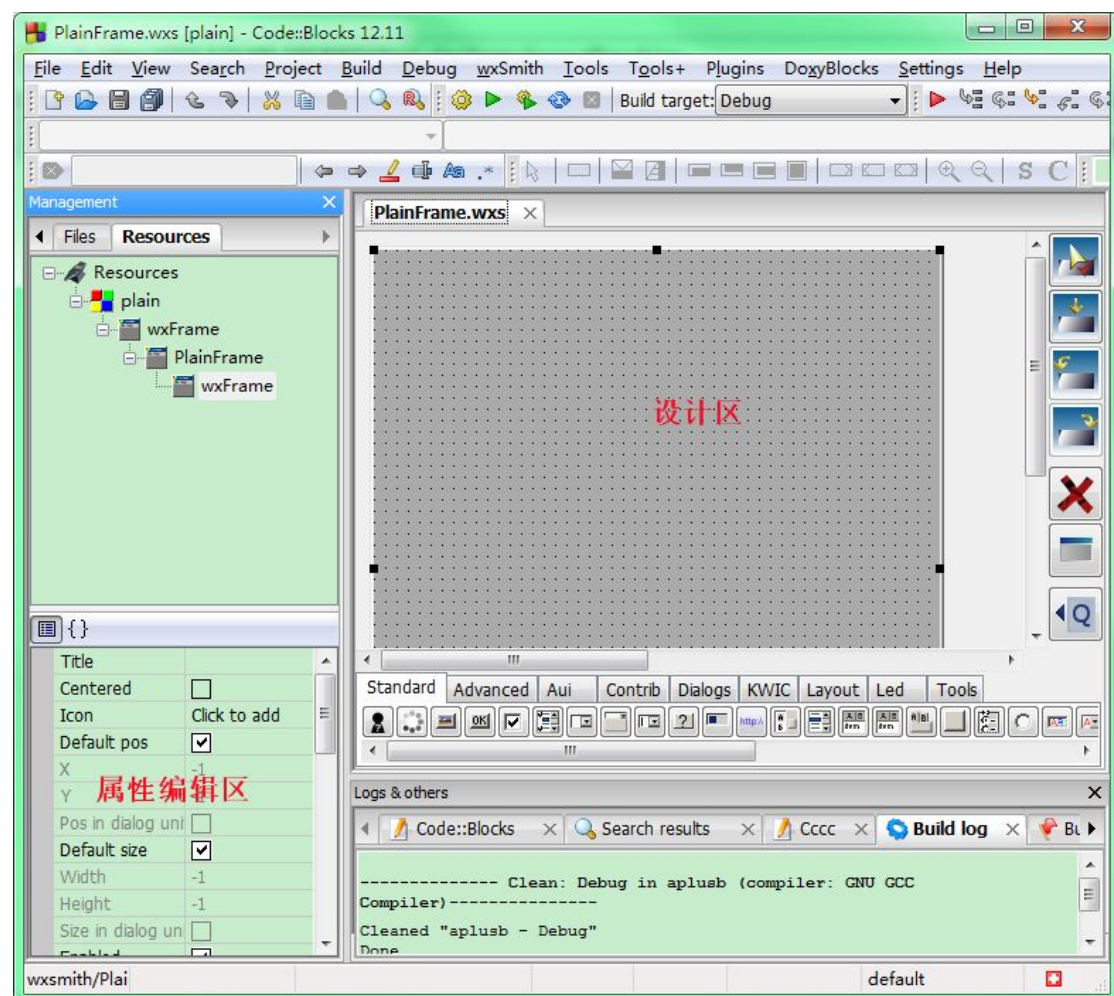 PlainFrame.wxs [plain] - Code::Blocks 12.11
File Edit View Search Project Build Debug wxSmith Tools Tools+ Plugins DoxyBlocks Settings Help
Build target: Debug
S C
Management
PlainFrame.wxs
Files Resources
Resources
plain
wxFrame
PlainFrame
wxFrame
设计区
Q
{}
Title
Centered
Icon Click to add
Default pos
X -1
Y
属性编辑区
Pos in dialog uni
Default size
Width -1
Height -1
Size in dialog un
Enabled
Standard Advanced Aui Contrib Dialogs KWIC Layout Led Tools
OK
Logs & others
Code::Blocks Search results Cccc Build log Bu
-------------- Clean: Debug in aplusb (compiler: GNU GCC
Compiler)---------------
Cleaned "aplusb - Debug"
Done
wxsmith/Plai default